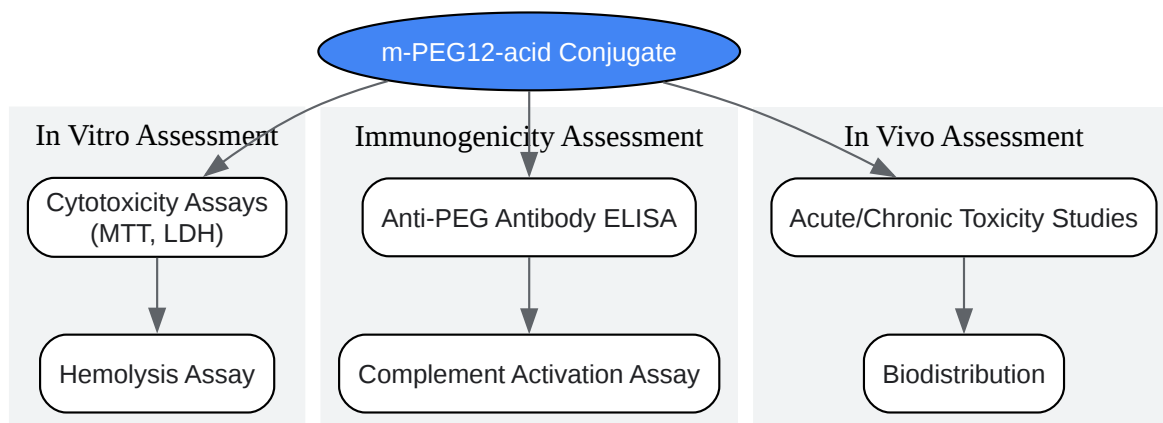 m-PEG12-acid Conjugate
In Vitro Assessment
Immunogenicity Assessment
In Vivo Assessment
Cytotoxicity Assays
(MTT, LDH)
Anti-PEG Antibody ELISA
Acute/Chronic Toxicity Studies
Hemolysis Assay
Complement Activation Assay
Biodistribution